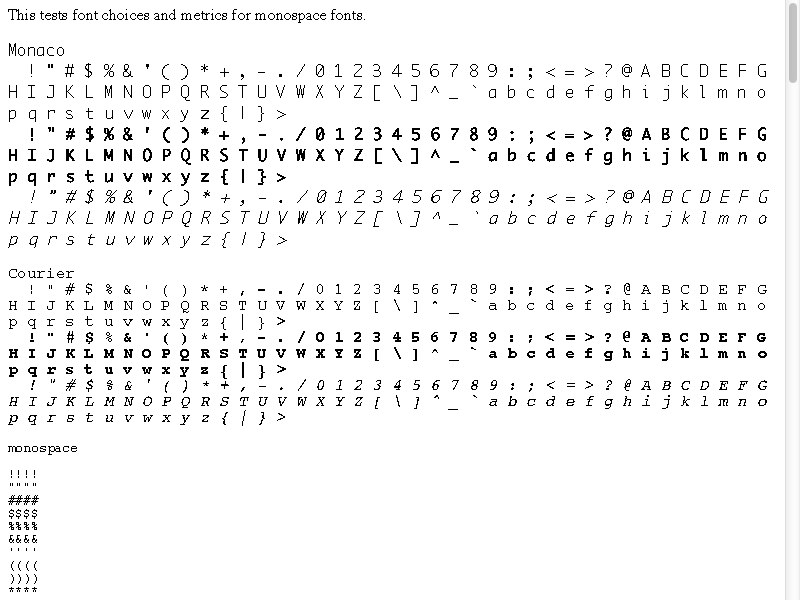 This tests font choices and metrics for monospace fonts.
Monaco
! " # $ % & ' ( ) * + , - . / 0 1 2 3 4 5 6 7 8 9 : ; < = > ? @ A B C D E F G
H I J K L M N O P Q R S T U V W X Y Z [ \ ] ^ _ ` a b c d e f g h i j k l m n o
p q r s t u v w x y z { | } >
! " # $ % & ' ( ) * + , - . / 0 1 2 3 4 5 6 7 8 9 : ; < = > ? @ A B C D E F G
H I J K L M N O P Q R S T U V W X Y Z [ \ ] ^ _ ` a b c d e f g h i j k l m n o
p q r s t u v w x y z { | } >
! " # $ % & ' ( ) * + , - . / 0 1 2 3 4 5 6 7 8 9 : ; < = > ? @ A B C D E F G
H I J K L M N O P Q R S T U V W X Y Z [ \ ] ^ _ ` a b c d e f g h i j k l m n o
p q r s t u v w x y z { | } >
Courier
! " # $ % & ' ( ) * + , - . / 0 1 2 3 4 5 6 7 8 9 : ; < = > ? @ A B C D E F G
H I J K L M N O P Q R S T U V W X Y Z [ \ ] ^ _ ` a b c d e f g h i j k l m n o
p q r s t u v w x y z { | } >
! " # $ % & ' ( ) * + , - . / 0 1 2 3 4 5 6 7 8 9 : ; < = > ? @ A B C D E F G
H I J K L M N O P Q R S T U V W X Y Z [ \ ] ^ _ ` a b c d e f g h i j k l m n o
p q r s t u v w x y z { | } >
! " # $ % & ' ( ) * + , - . / 0 1 2 3 4 5 6 7 8 9 : ; < = > ? @ A B C D E F G
H I J K L M N O P Q R S T U V W X Y Z [ \ ] ^ _ ` a b c d e f g h i j k l m n o
p q r s t u v w x y z { | } >
monospace
!!!!
""""
####
$$$$
%%%%
&&&&
''''
((((
))))
****